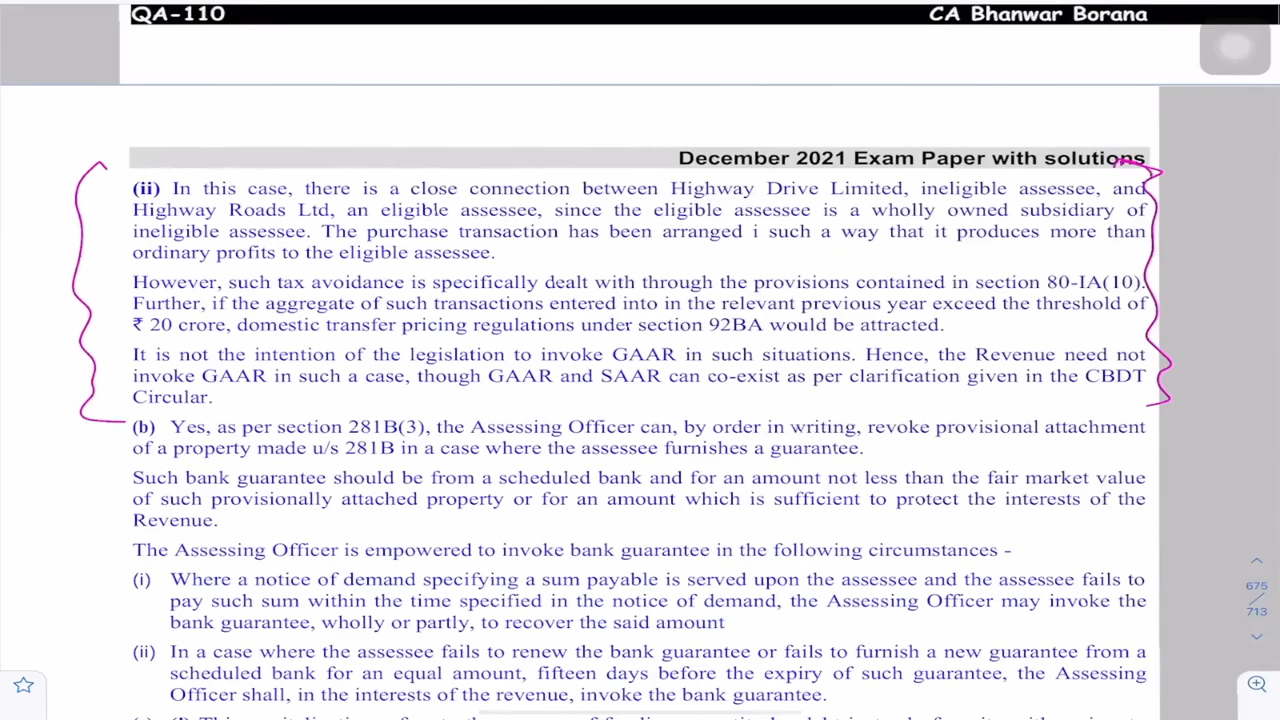 QA-110
CA Bhanwar Borana
December 2021 Exam Paper with solutions
(ii) In this case, there is a close connection between Highway Drive Limited, ineligible assessee, and
Highway Roads Ltd, an eligible assessee, since the eligible assessee is a wholly owned subsidiary of
ineligible assessee. The purchase transaction has been arranged i such a way that it produces more than
ordinary profits to the eligible assessee.
However, such tax avoidance is specifically dealt with through the provisions contained in section 80-IA(10).
Further, if the aggregate of such transactions entered into in the relevant previous year exceed the threshold of
₹ 20 crore, domestic transfer pricing regulations under section 92BA would be attracted.
It is not the intention of the legislation to invoke GAAR in such situations. Hence, the Revenue need not
invoke GAAR in such a case, though GAAR and SAAR can co-exist as per clarification given in the CBDT
Circular.
(b) Yes, as per section 281B(3), the Assessing Officer can, by order in writing, revoke provisional attachment
of a property made u/s 281B in a case where the assessee furnishes a guarantee.
Such bank guarantee should be from a scheduled bank and for an amount not less than the fair market value
of such provisionally attached property or for an amount which is sufficient to protect the interests of the
Revenue.
The Assessing Officer is empowered to invoke bank guarantee in the following circumstances -
(i) Where a notice of demand specifying a sum payable is served upon the assessee and the assessee fails to
pay such sum within the time specified in the notice of demand, the Assessing Officer may invoke the
bank guarantee, wholly or partly, to recover the said amount
(ii) In a case where the assessee fails to renew the bank guarantee or fails to furnish a new guarantee from a
scheduled bank for an equal amount, fifteen days before the expiry of such guarantee, the Assessing
Officer shall, in the interests of the revenue, invoke the bank guarantee.
675
713